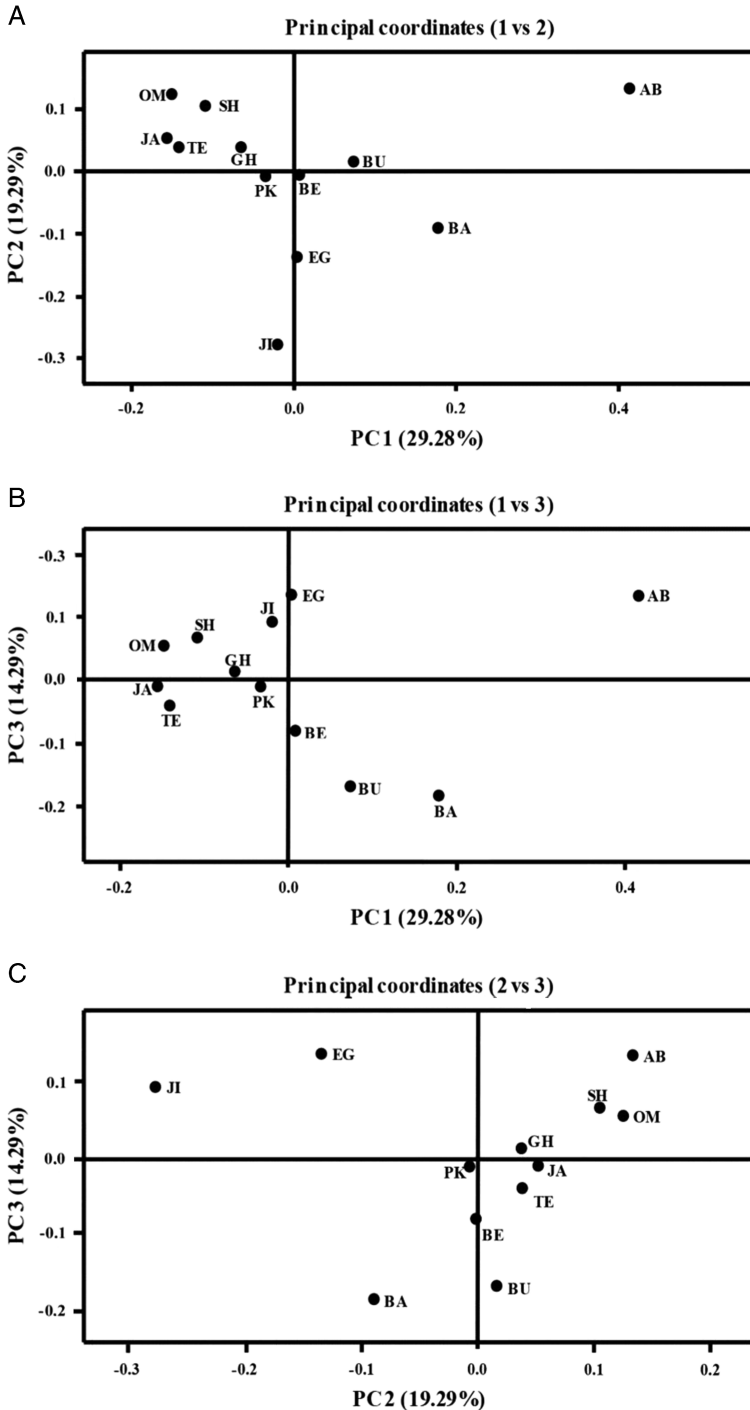 A
Principal coordinates (1 vs 2)
OM
SH
AB
0.1
JA
TE
GH
BU
0.0
PK
BE
-0.1
BA
EG
-0.2
JI
-0.3
PC2 (19.29%)
-0.2 0.0 0.2 0.4
PC1 (29.28%)
B
Principal coordinates (1 vs 3)
-0.3
EG
AB
JI
0.1
SH
OM
GH
0.0
JA
PK
TE
BE
-0.1
BU
BA
-0.2
PC3 (14.29%)
-0.2 0.0 0.2 0.4
PC1 (29.28%)
C
Principal coordinates (2 vs 3)
EG
AB
JI
0.1
SH
OM
GH
0.0
PK
JA
TE
-0.1
BE
BU
BA
-0.2
PC3 (14.29%)
-0.3 -0.1 0.0 0.1 0.2
PC2 (19.29%)